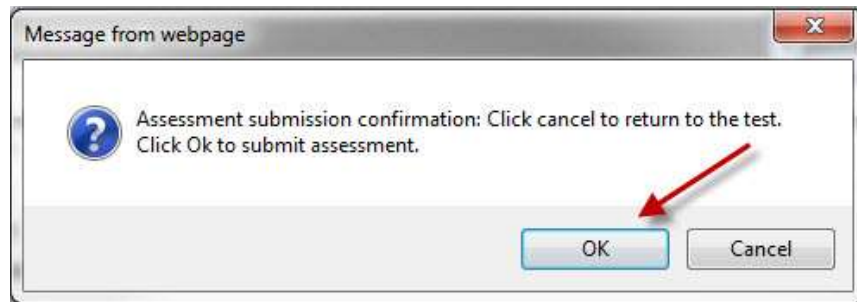 Message from webpage
Assessment submission confirmation: Click cancel to return to the test.
Click Ok to submit assessment.
OK
Cancel